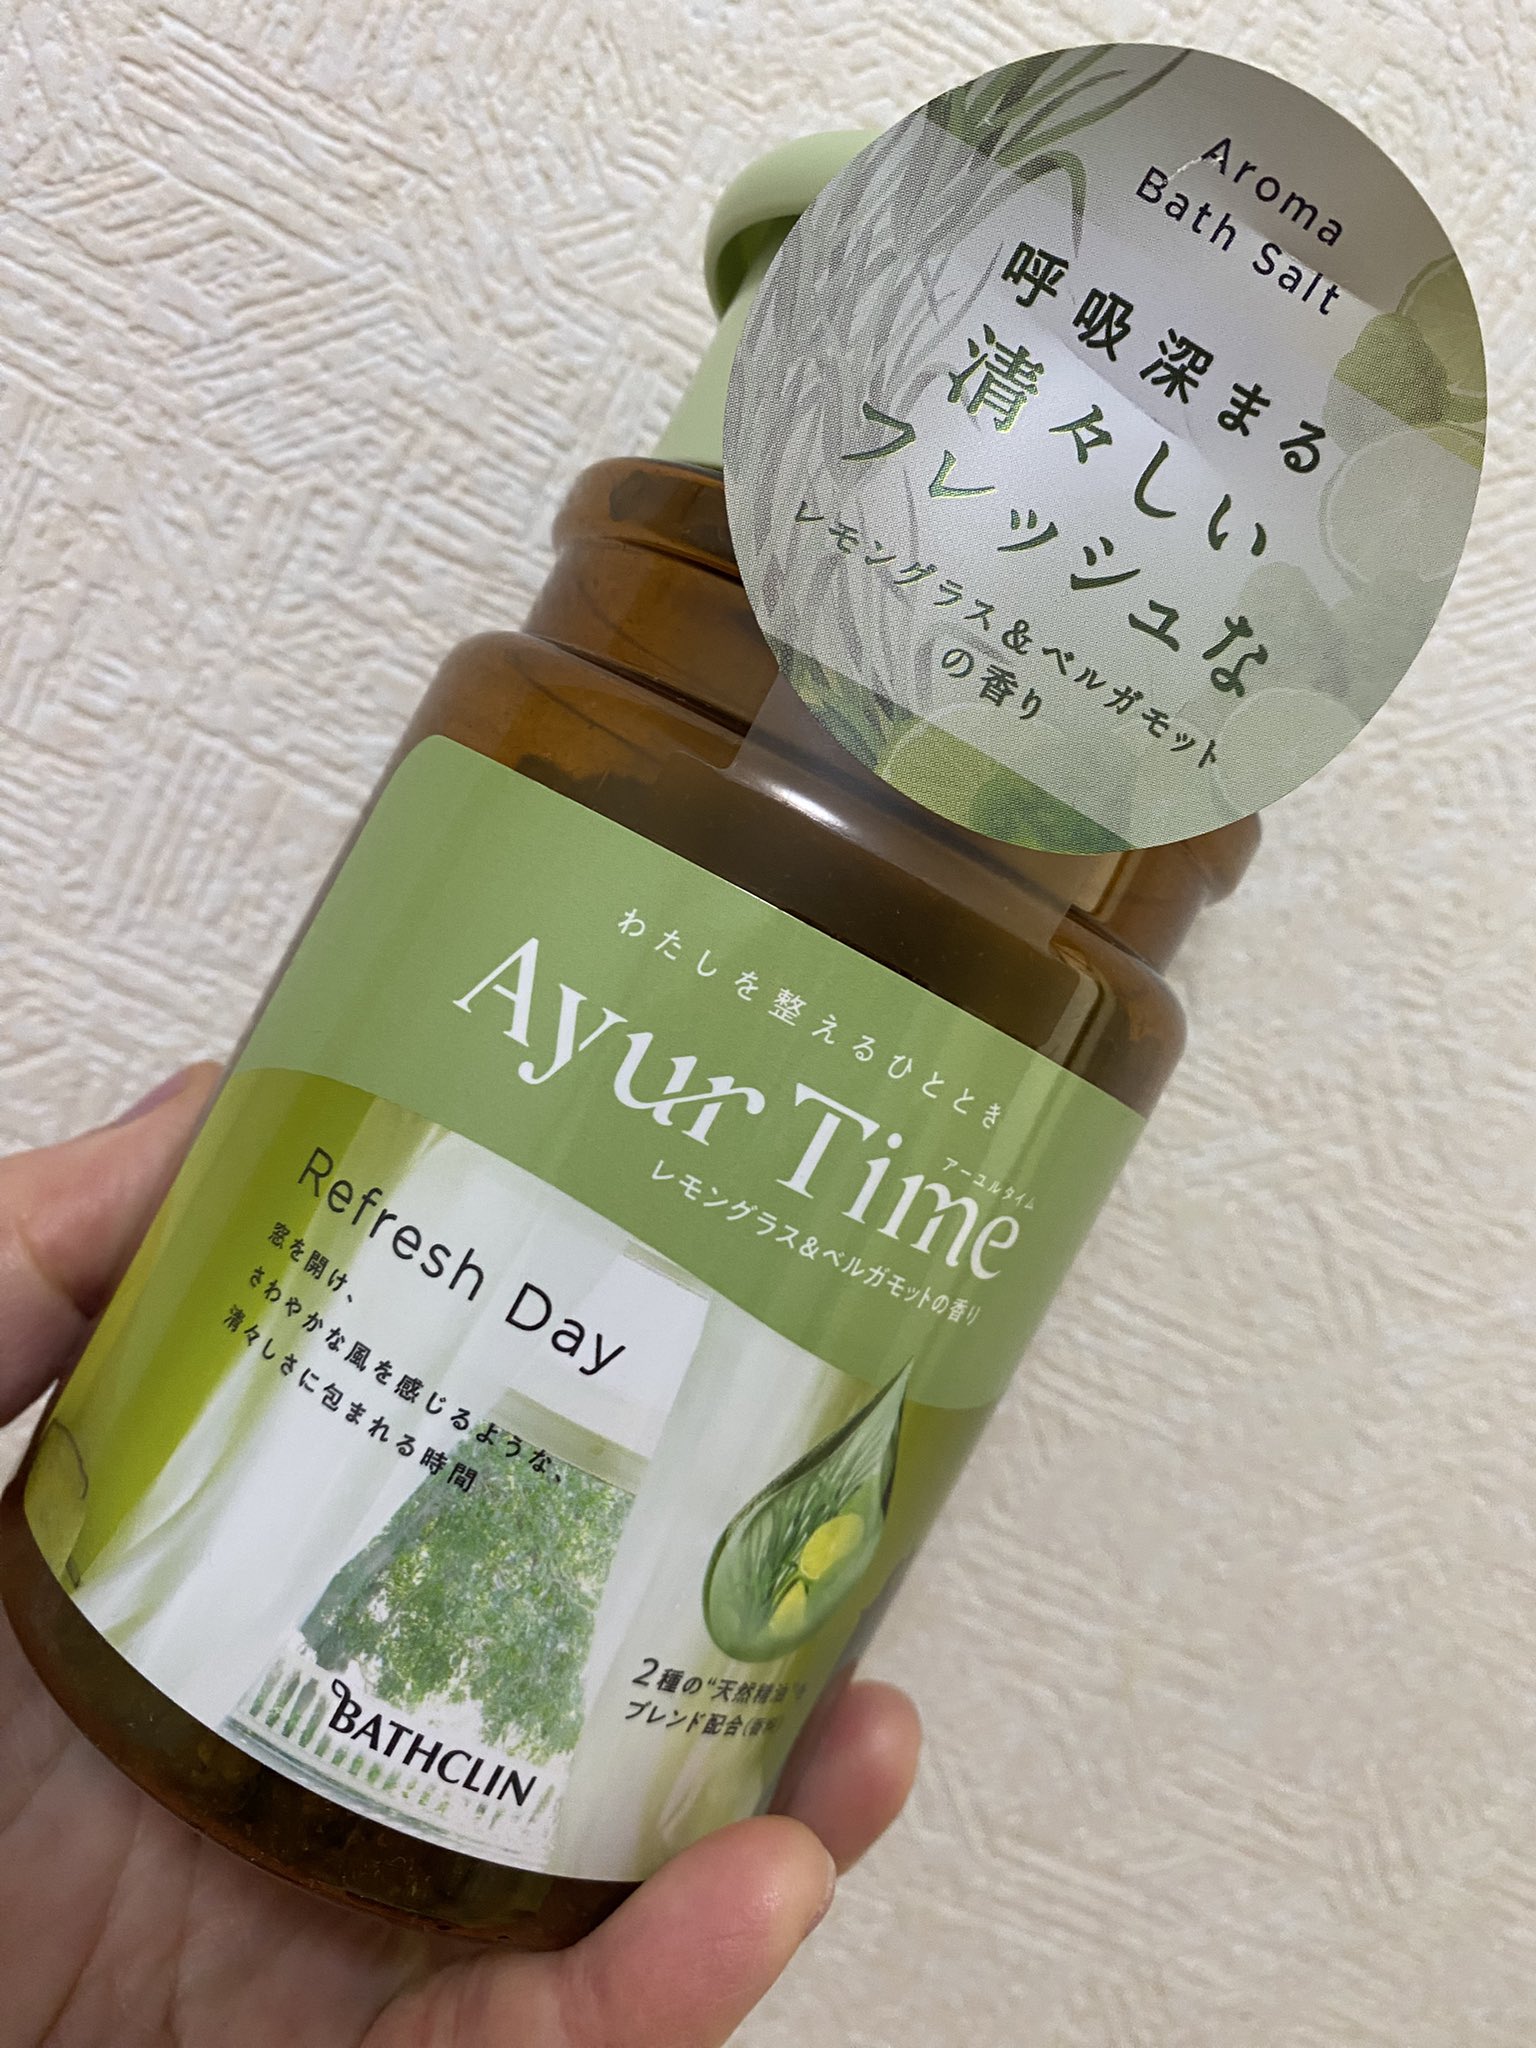 Aroma
Bath Salt
呼吸深まる
清々しい
フレッシュな
レモングラス&ベルガモット
の香り
わたしを整えるひととき
Ayur Time
アーユルタイム
レモングラス&ベルガモットの香り
Refresh Day
窓を開け、
さわやかな風を感じるような、
清々しさに包まれる時間
2種の“天然精油”を
ブレンド配合(香料)
BATHCLIN